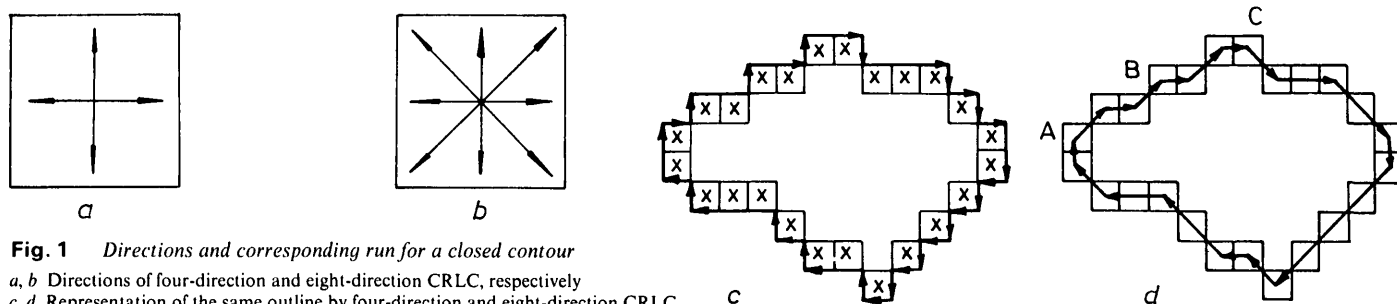 C
X X
X X X X X
B
X X X
A
X X
X X
X X X X
X X
X X X
X
a
b
c
d
Fig. 1 Directions and corresponding run for a closed contour
a, b Directions of four-direction and eight-direction CRLC, respectively
c, d Representation of the same outline by four-direction and eight-direction CRLC